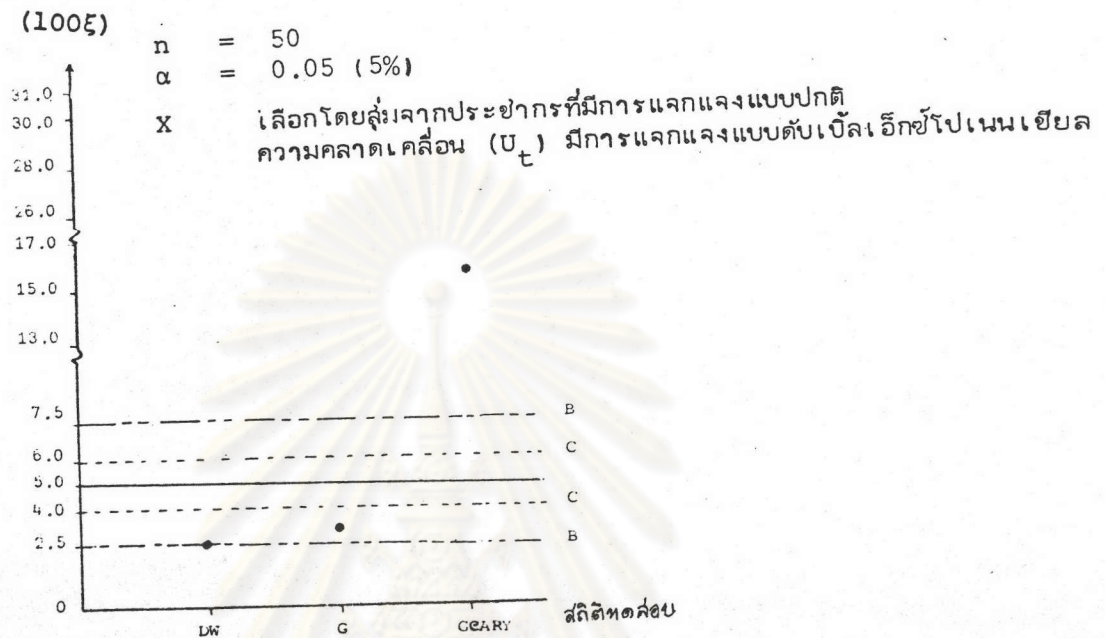 (100ξ)
n = 50
α = 0.05 (5%)
X เลือกโดยสุ่มจากประชากรที่มีการแจกแจงแบบปกติ
ความคลาดเคลื่อน (U_t) มีการแจกแจงแบบดับเบิ้ลเอ็กซ์โปเนนเชียล
31.0
30.0
28.0
26.0
17.0
15.0
13.0
7.5 B
6.0 C
5.0
4.0 C
2.5 B
0
DW G GEARY สถิติทดสอบ